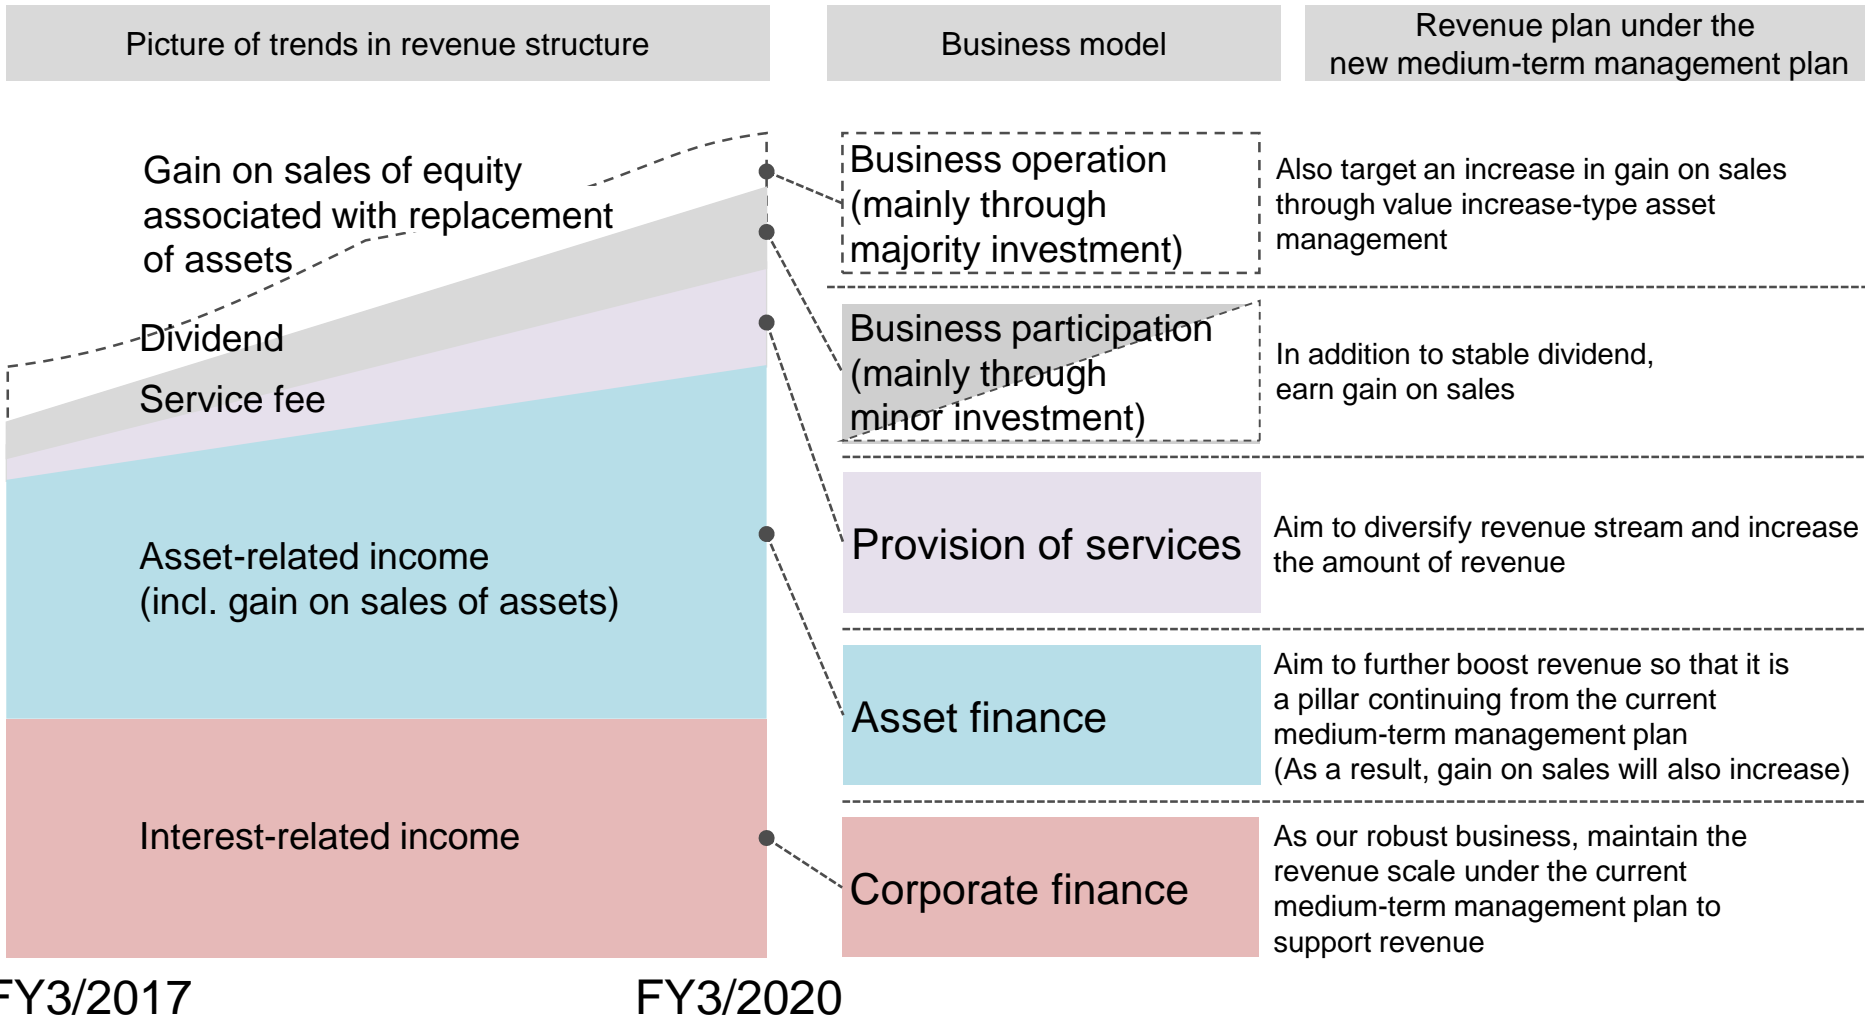 Picture of trends in revenue structure
Business model
Revenue plan under the
new medium-term management plan
Gain on sales of equity
associated with replacement
of assets
Dividend
Service fee
Asset-related income
(incl. gain on sales of assets)
Interest-related income
FY3/2017
FY3/2020
Business operation
(mainly through
majority investment)
Also target an increase in gain on sales
through value increase-type asset
management
Business participation
(mainly through
minor investment)
In addition to stable dividend,
earn gain on sales
Provision of services
Aim to diversify revenue stream and increase
the amount of revenue
Asset finance
Aim to further boost revenue so that it is
a pillar continuing from the current
medium-term management plan
(As a result, gain on sales will also increase)
Corporate finance
As our robust business, maintain the
revenue scale under the current
medium-term management plan to
support revenue